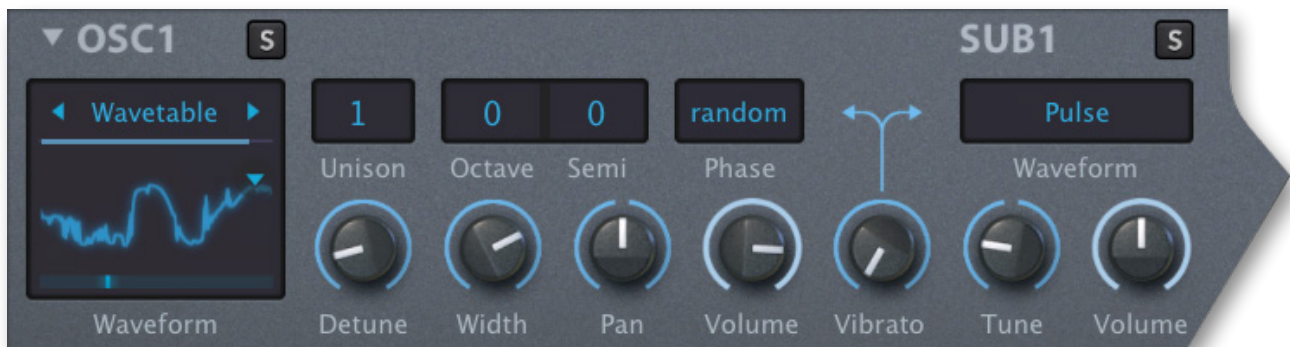 OSC1 S SUB1 S
Wavetable 1 0 0 random Pulse
Unison Octave Semi Phase Waveform
Waveform Detune Width Pan Volume Vibrato Tune Volume